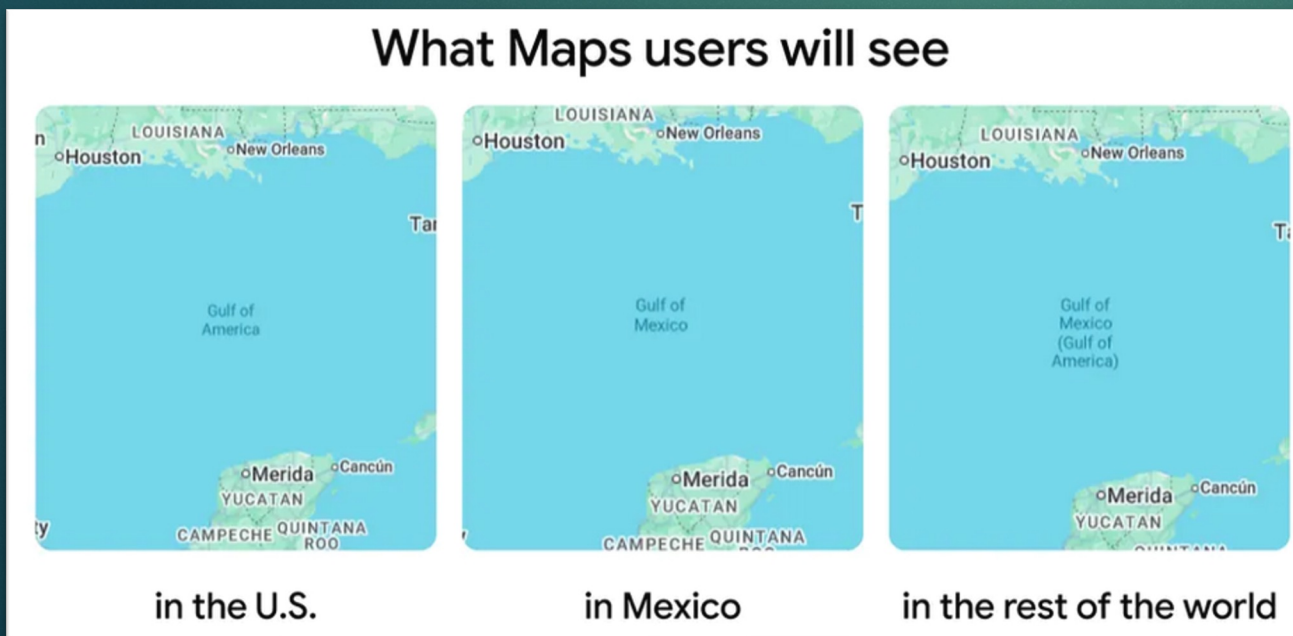 What Maps users will see
LOUISIANA
Houston
New Orleans
Gulf of
America
Merida
Cancún
YUCATAN
CAMPECHE
QUINTANA
ROO
in the U.S.
LOUISIANA
Houston
New Orleans
Gulf of
Mexico
Merida
Cancún
YUCATAN
CAMPECHE
QUINTANA
in Mexico
LOUISIANA
Houston
New Orleans
Gulf of
Mexico
(Gulf of
America)
Merida
Cancún
YUCATAN
in the rest of the world